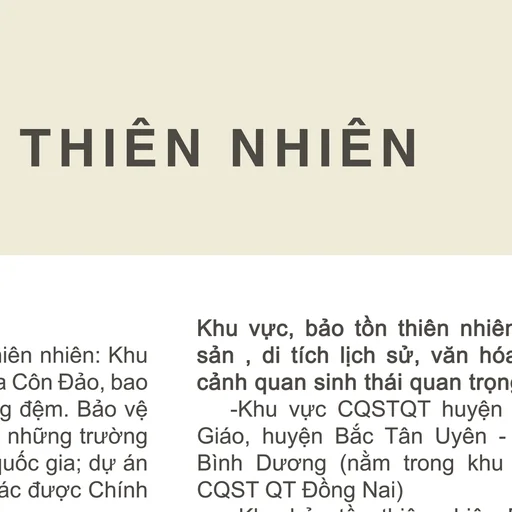 THIÊN NHIÊN
iên nhiên: Khu
a Côn Đảo, bao
g đệm. Bảo vệ
những trường
uốc gia; dự án
ác được Chính
Khu vực, bảo tồn thiên nhiên
sản , di tích lịch sử, văn hóa
cảnh quan sinh thái quan trọng
-Khu vực CQSTQT huyện
Giáo, huyện Bắc Tân Uyên -
Bình Dương (nằm trong khu
CQST QT Đồng Nai)